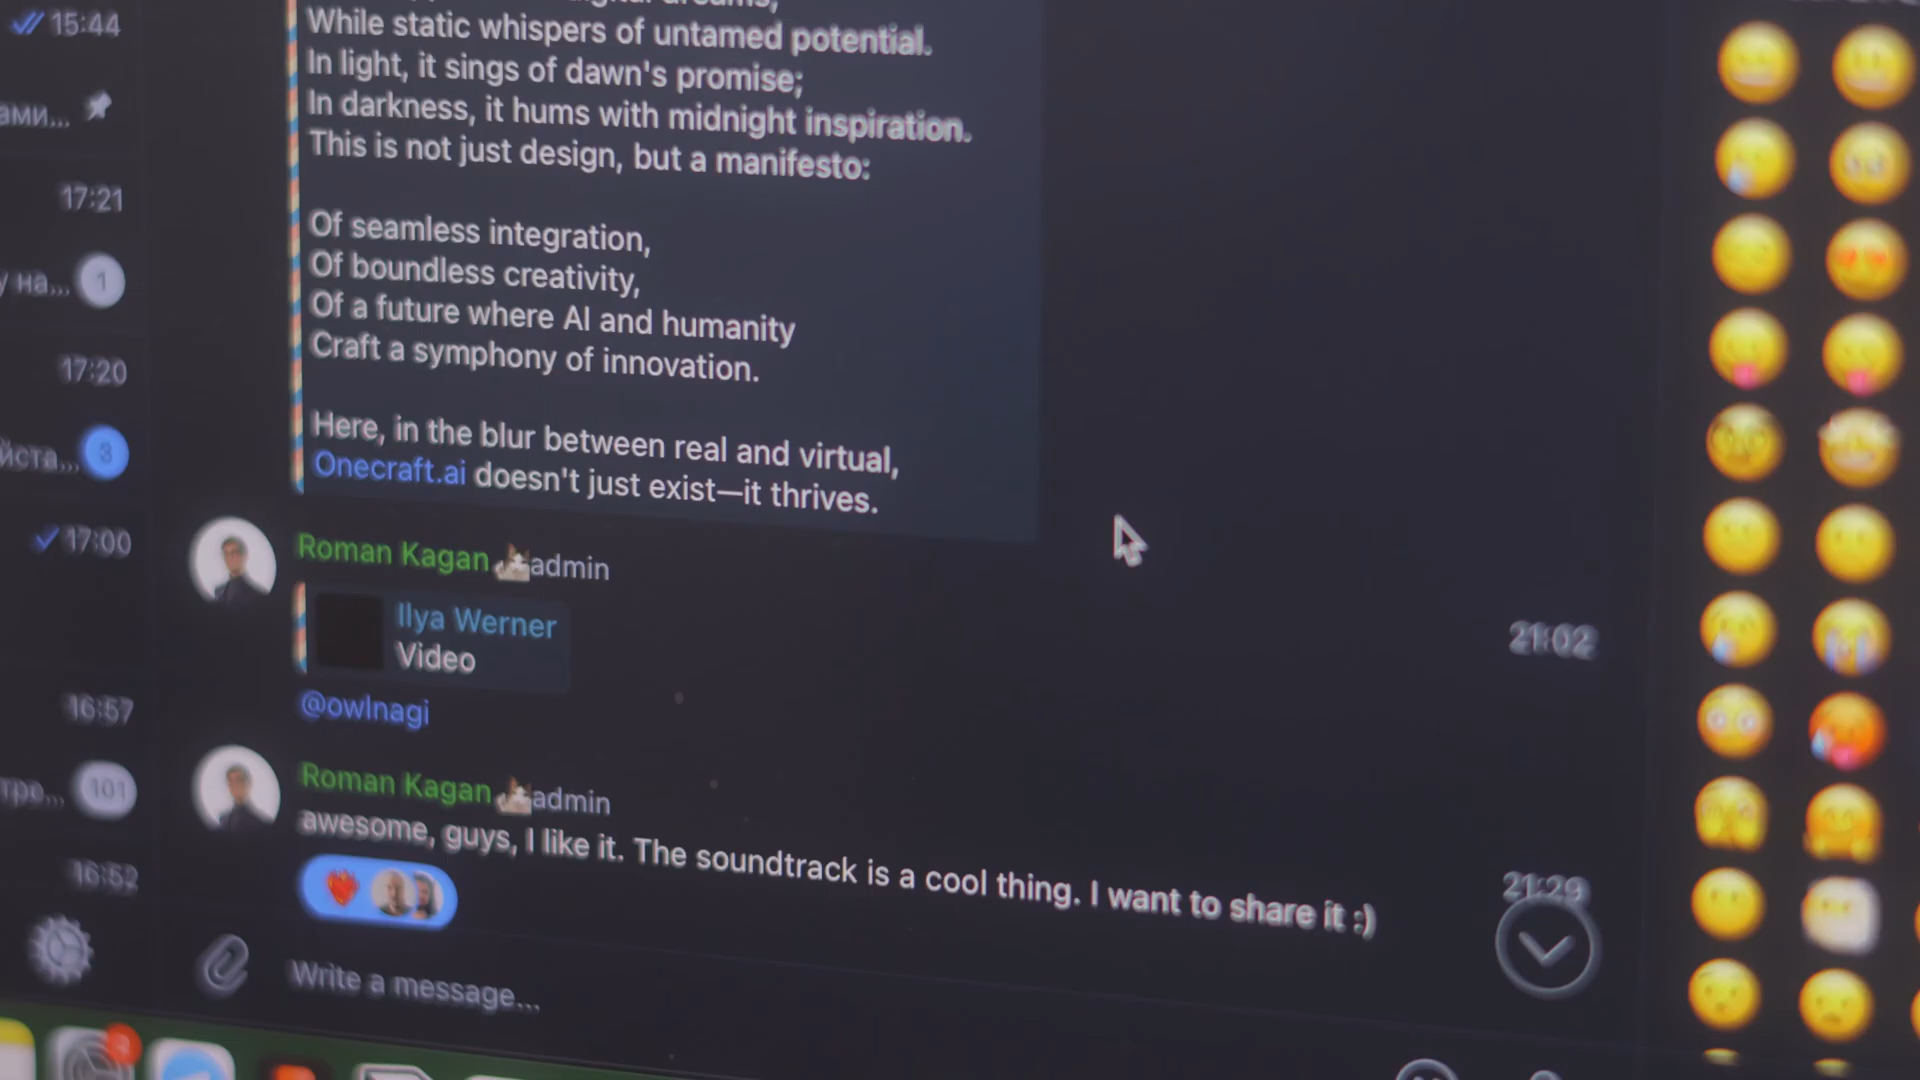 15:44
ами...
17:21
у на...
1
17:20
йста...
3
17:00
16:57
тре...
101
16:52
While static whispers of untamed potential.
In light, it sings of dawn's promise;
In darkness, it hums with midnight inspiration.
This is not just design, but a manifesto:
Of seamless integration,
Of boundless creativity,
Of a future where AI and humanity
Craft a symphony of innovation.
Here, in the blur between real and virtual,
Onecraft.ai doesn't just exist—it thrives.
Roman Kagan admin
Ilya Werner
Video
21:02
@owlnagi
Roman Kagan admin
awesome, guys, I like it. The soundtrack is a cool thing. I want to share it :)
21:29
Write a message...